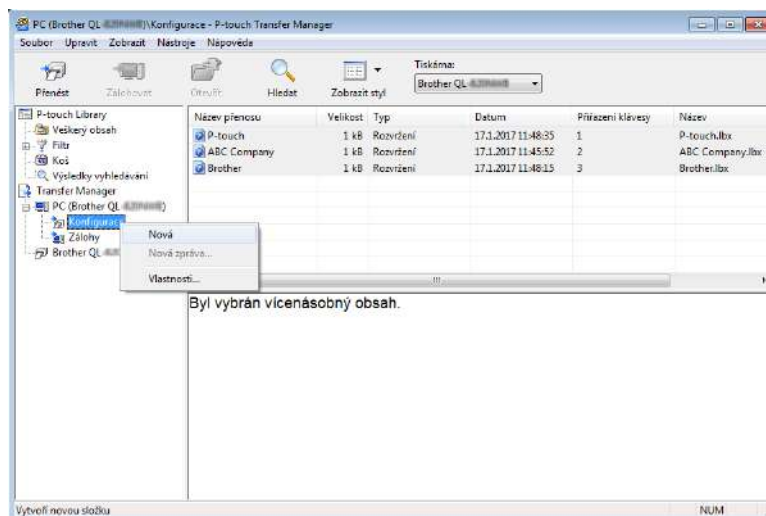 PC (Brother QL- )\Konfigurace - P-touch Transfer Manager
Soubor Upravit Zobrazit Nástroje Nápověda
Přenést Zálohovat Otevřít Hledat Zobrazit styl
Tiskárna:
Brother QL-
P-touch Library
Veškerý obsah
Filtr
Koš
Výsledky vyhledávání
Transfer Manager
PC (Brother QL- )
Konfigurace
Zálohy
Brother QL-
Nová
Nová zpráva...
Vlastnosti...
Název přenosu Velikost Typ Datum Přiřazení klávesy Název
P-touch 1 kB Rozvržení 17.1.2017 11:48:35 1 P-touch.lbx
ABC Company 1 kB Rozvržení 17.1.2017 11:45:52 2 ABC Company.lbx
Brother 1 kB Rozvržení 17.1.2017 11:48:15 3 Brother.lbx
Byl vybrán vícenásobný obsah.
Vytvoří novou složku NUM